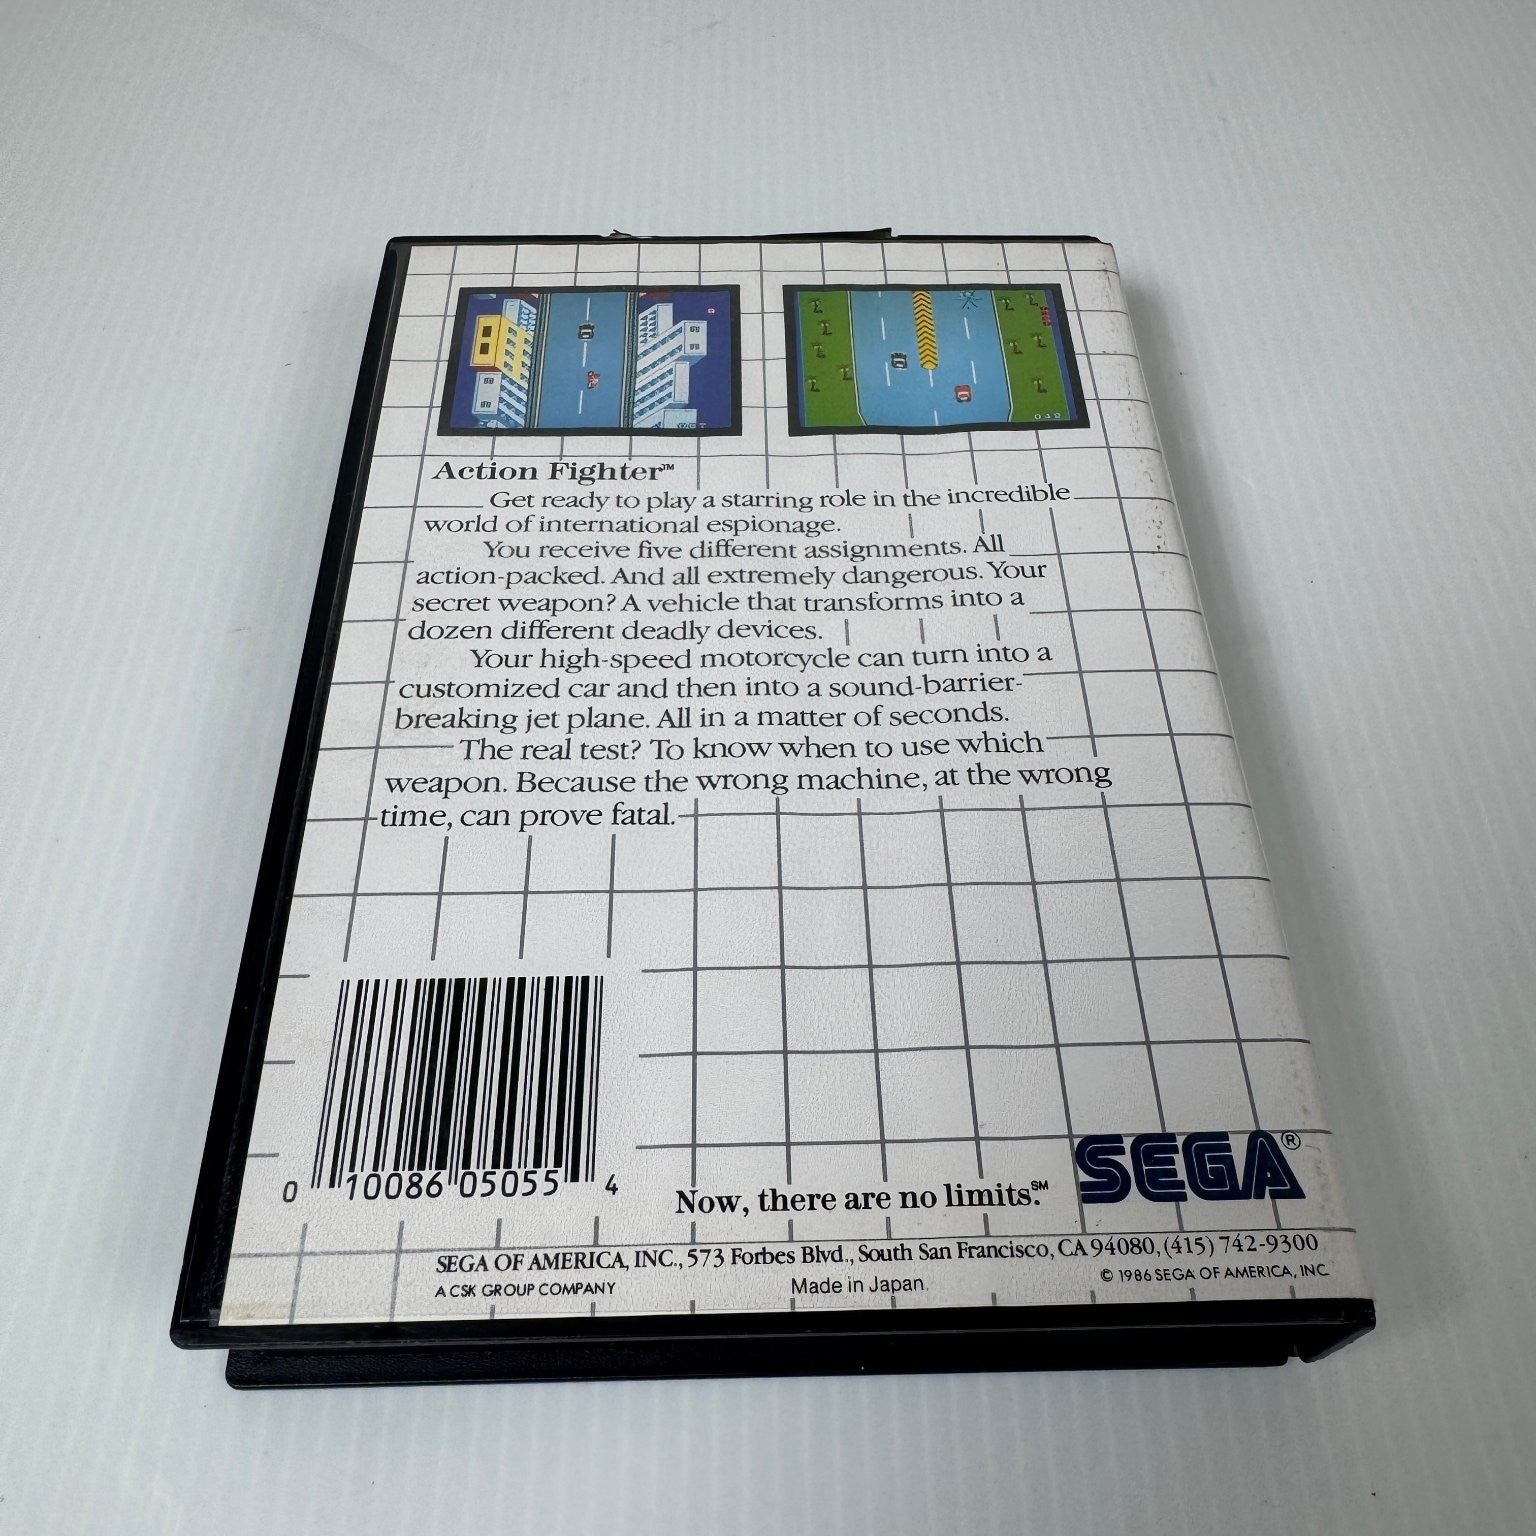 Action Fighter™
Get ready to play a starring role in the incredible
world of international espionage.
You receive five different assignments. All
action-packed. And all extremely dangerous. Your
secret weapon? A vehicle that transforms into a
dozen different deadly devices.
Your high-speed motorcycle can turn into a
customized car and then into a sound-barrier-
breaking jet plane. All in a matter of seconds.
The real test? To know when to use which
weapon. Because the wrong machine, at the wrong
time, can prove fatal.
0 10086 05055 4
Now, there are no limits.℠
SEGA®
SEGA OF AMERICA, INC., 573 Forbes Blvd., South San Francisco, CA 94080, (415) 742-9300
A CSK GROUP COMPANY
Made in Japan.
© 1986 SEGA OF AMERICA, INC.